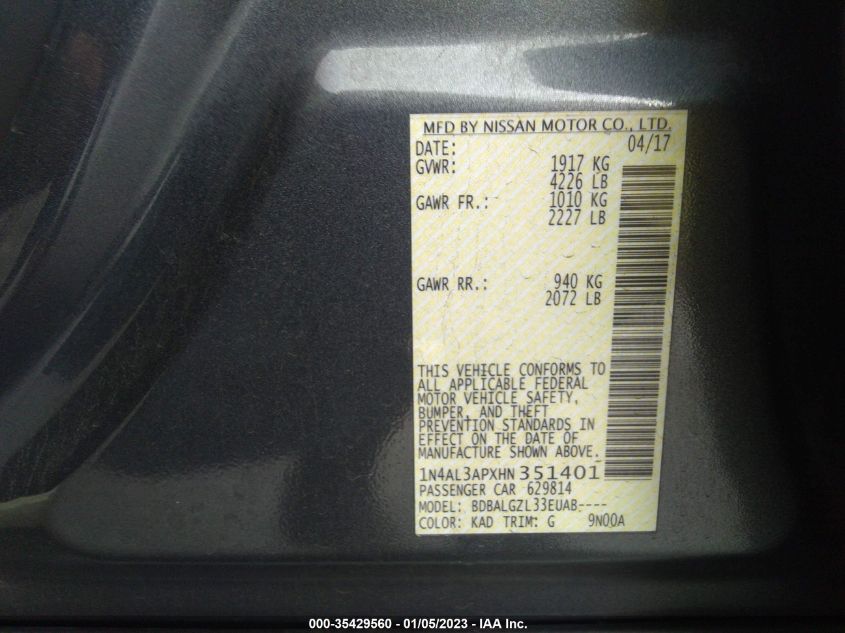 MFD BY NISSAN MOTOR CO., LTD.
DATE: 04/17
GVWR: 1917 KG
4226 LB
GAWR FR.: 1010 KG
2227 LB
GAWR RR.: 940 KG
2072 LB
THIS VEHICLE CONFORMS TO
ALL APPLICABLE FEDERAL
MOTOR VEHICLE SAFETY,
BUMPER, AND THEFT
PREVENTION STANDARDS IN
EFFECT ON THE DATE OF
MANUFACTURE SHOWN ABOVE.
1N4AL3APXHN351401
PASSENGER CAR 629814
MODEL: BDBALGZL33EUAB----
COLOR: KAD TRIM: G 9N00A
000-35429560 - 01/05/2023 - IAA Inc.